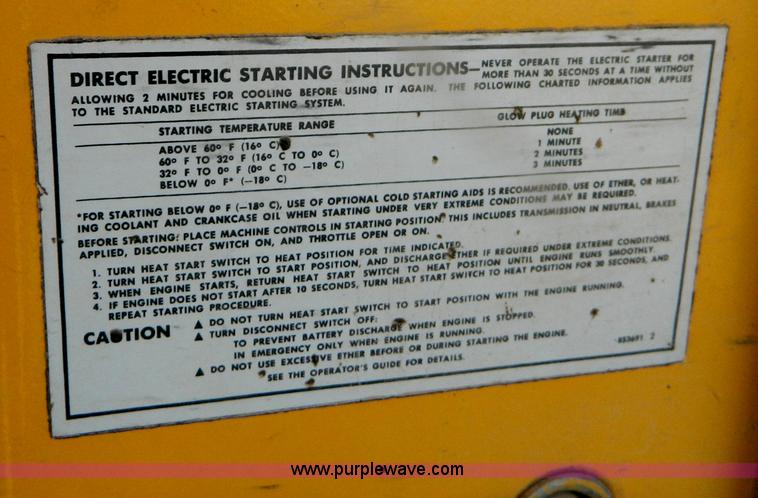 DIRECT ELECTRIC STARTING INSTRUCTIONS—NEVER OPERATE THE ELECTRIC STARTER FOR
MORE THAN 30 SECONDS AT A TIME WITHOUT
ALLOWING 2 MINUTES FOR COOLING BEFORE USING IT AGAIN. THE FOLLOWING CHARTED INFORMATION APPLIES
TO THE STANDARD ELECTRIC STARTING SYSTEM.
STARTING TEMPERATURE RANGE GLOW PLUG HEATING TIME
ABOVE 60° F (16° C) NONE
60° F TO 32° F (16° C TO 0° C) 1 MINUTE
32° F TO 0° F (0° C TO —18° C) 2 MINUTES
BELOW 0° F* (—18° C) 3 MINUTES
*FOR STARTING BELOW 0° F (—18° C), USE OF OPTIONAL COLD STARTING AIDS IS RECOMMENDED. USE OF ETHER, OR HEAT-
ING COOLANT AND CRANKCASE OIL WHEN STARTING UNDER VERY EXTREME CONDITIONS MAY BE REQUIRED.
BEFORE STARTING: PLACE MACHINE CONTROLS IN STARTING POSITION. THIS INCLUDES TRANSMISSION IN NEUTRAL, BRAKES
APPLIED, DISCONNECT SWITCH ON, AND THROTTLE OPEN OR ON.
1. TURN HEAT START SWITCH TO HEAT POSITION FOR TIME INDICATED.
2. TURN HEAT START SWITCH TO START POSITION, AND DISCHARGE ETHER IF REQUIRED UNDER EXTREME CONDITIONS.
3. WHEN ENGINE STARTS, RETURN HEAT START SWITCH TO HEAT POSITION UNTIL ENGINE RUNS SMOOTHLY.
4. IF ENGINE DOES NOT START AFTER 10 SECONDS, TURN HEAT START SWITCH TO HEAT POSITION FOR 30 SECONDS, AND
REPEAT STARTING PROCEDURE.
CAUTION ▲ DO NOT TURN HEAT START SWITCH TO START POSITION WITH THE ENGINE RUNNING.
▲ TURN DISCONNECT SWITCH OFF:
TO PREVENT BATTERY DISCHARGE WHEN ENGINE IS STOPPED.
IN EMERGENCY ONLY WHEN ENGINE IS RUNNING.
▲ DO NOT USE EXCESSIVE ETHER BEFORE OR DURING STARTING THE ENGINE.
SEE THE OPERATOR'S GUIDE FOR DETAILS.
8S3691 2
www.purplewave.com